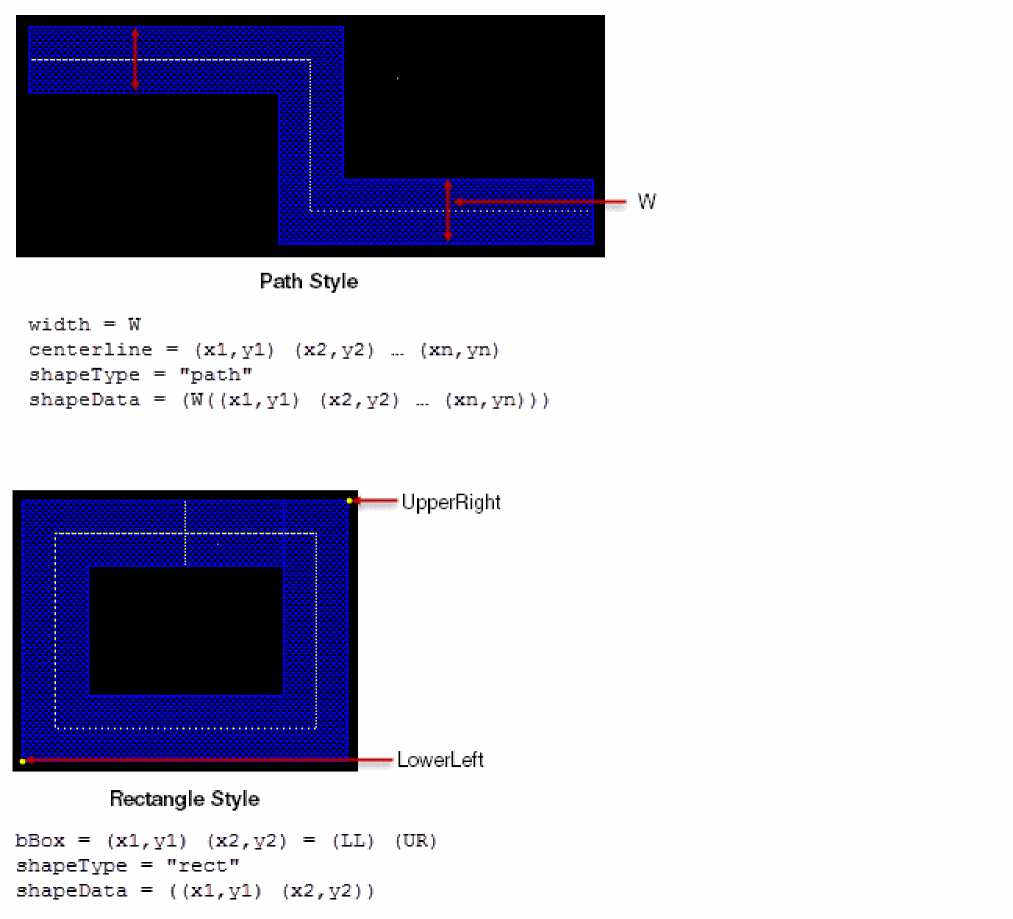 W
Path Style
width = W
centerline = (x1,y1) (x2,y2) … (xn,yn)
shapeType = "path"
shapeData = (W((x1,y1) (x2,y2) … (xn,yn)))
UpperRight
LowerLeft
Rectangle Style
bBox = (x1,y1) (x2,y2) = (LL) (UR)
shapeType = "rect"
shapeData = ((x1,y1) (x2,y2))